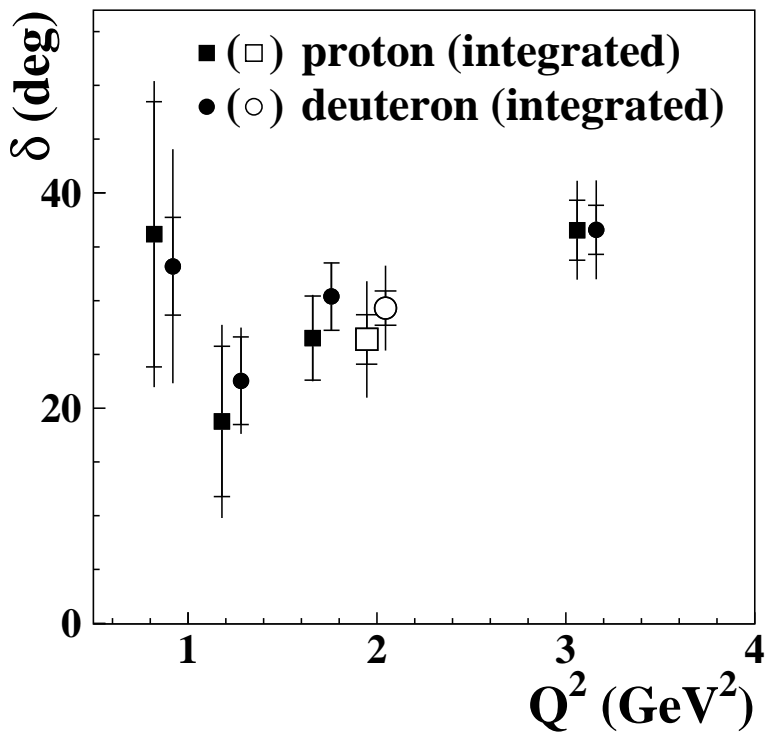 ■ (□) proton (integrated)
● (○) deuteron (integrated)
δ (deg)
40
20
0
1 2 3 4
Q² (GeV²)